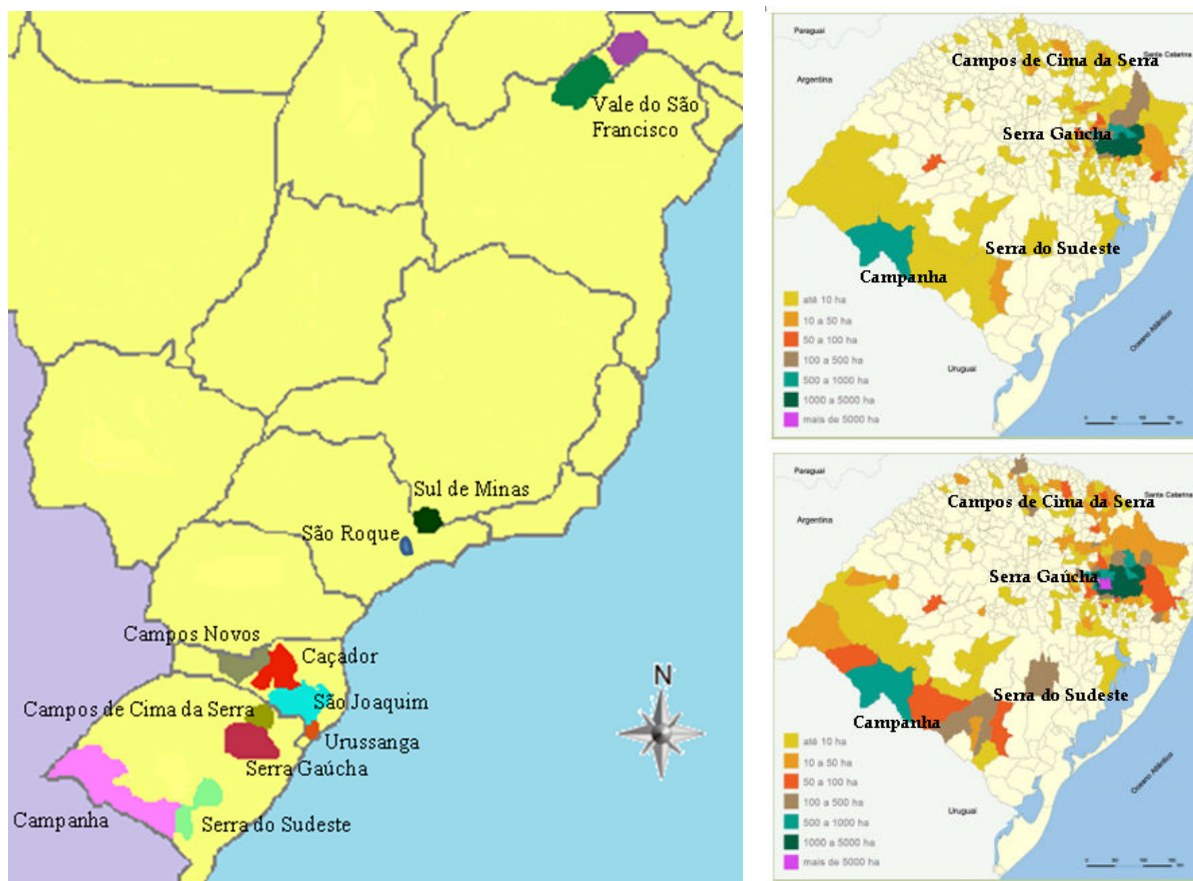 Vale do São
Francisco
Sul de Minas
São Roque
Campos Novos
Caçador
Campos de Cima da Serra
São Joaquim
Urussanga
Serra Gaúcha
Campanha
Serra do Sudeste
N
Paraguai
Santa Catarina
Argentina
Campos de Cima da Serra
Serra Gaúcha
Serra do Sudeste
Campanha
até 10 ha
10 a 50 ha
50 a 100 ha
100 a 500 ha
500 a 1000 ha
1000 a 5000 ha
mais de 5000 ha
Uruguai
Oceano Atlântico
Paraguai
Santa Catarina
Argentina
Campos de Cima da Serra
Serra Gaúcha
Serra do Sudeste
Campanha
até 10 ha
10 a 50 ha
50 a 100 ha
100 a 500 ha
500 a 1000 ha
1000 a 5000 ha
mais de 5000 ha
Uruguai
Oceano Atlântico